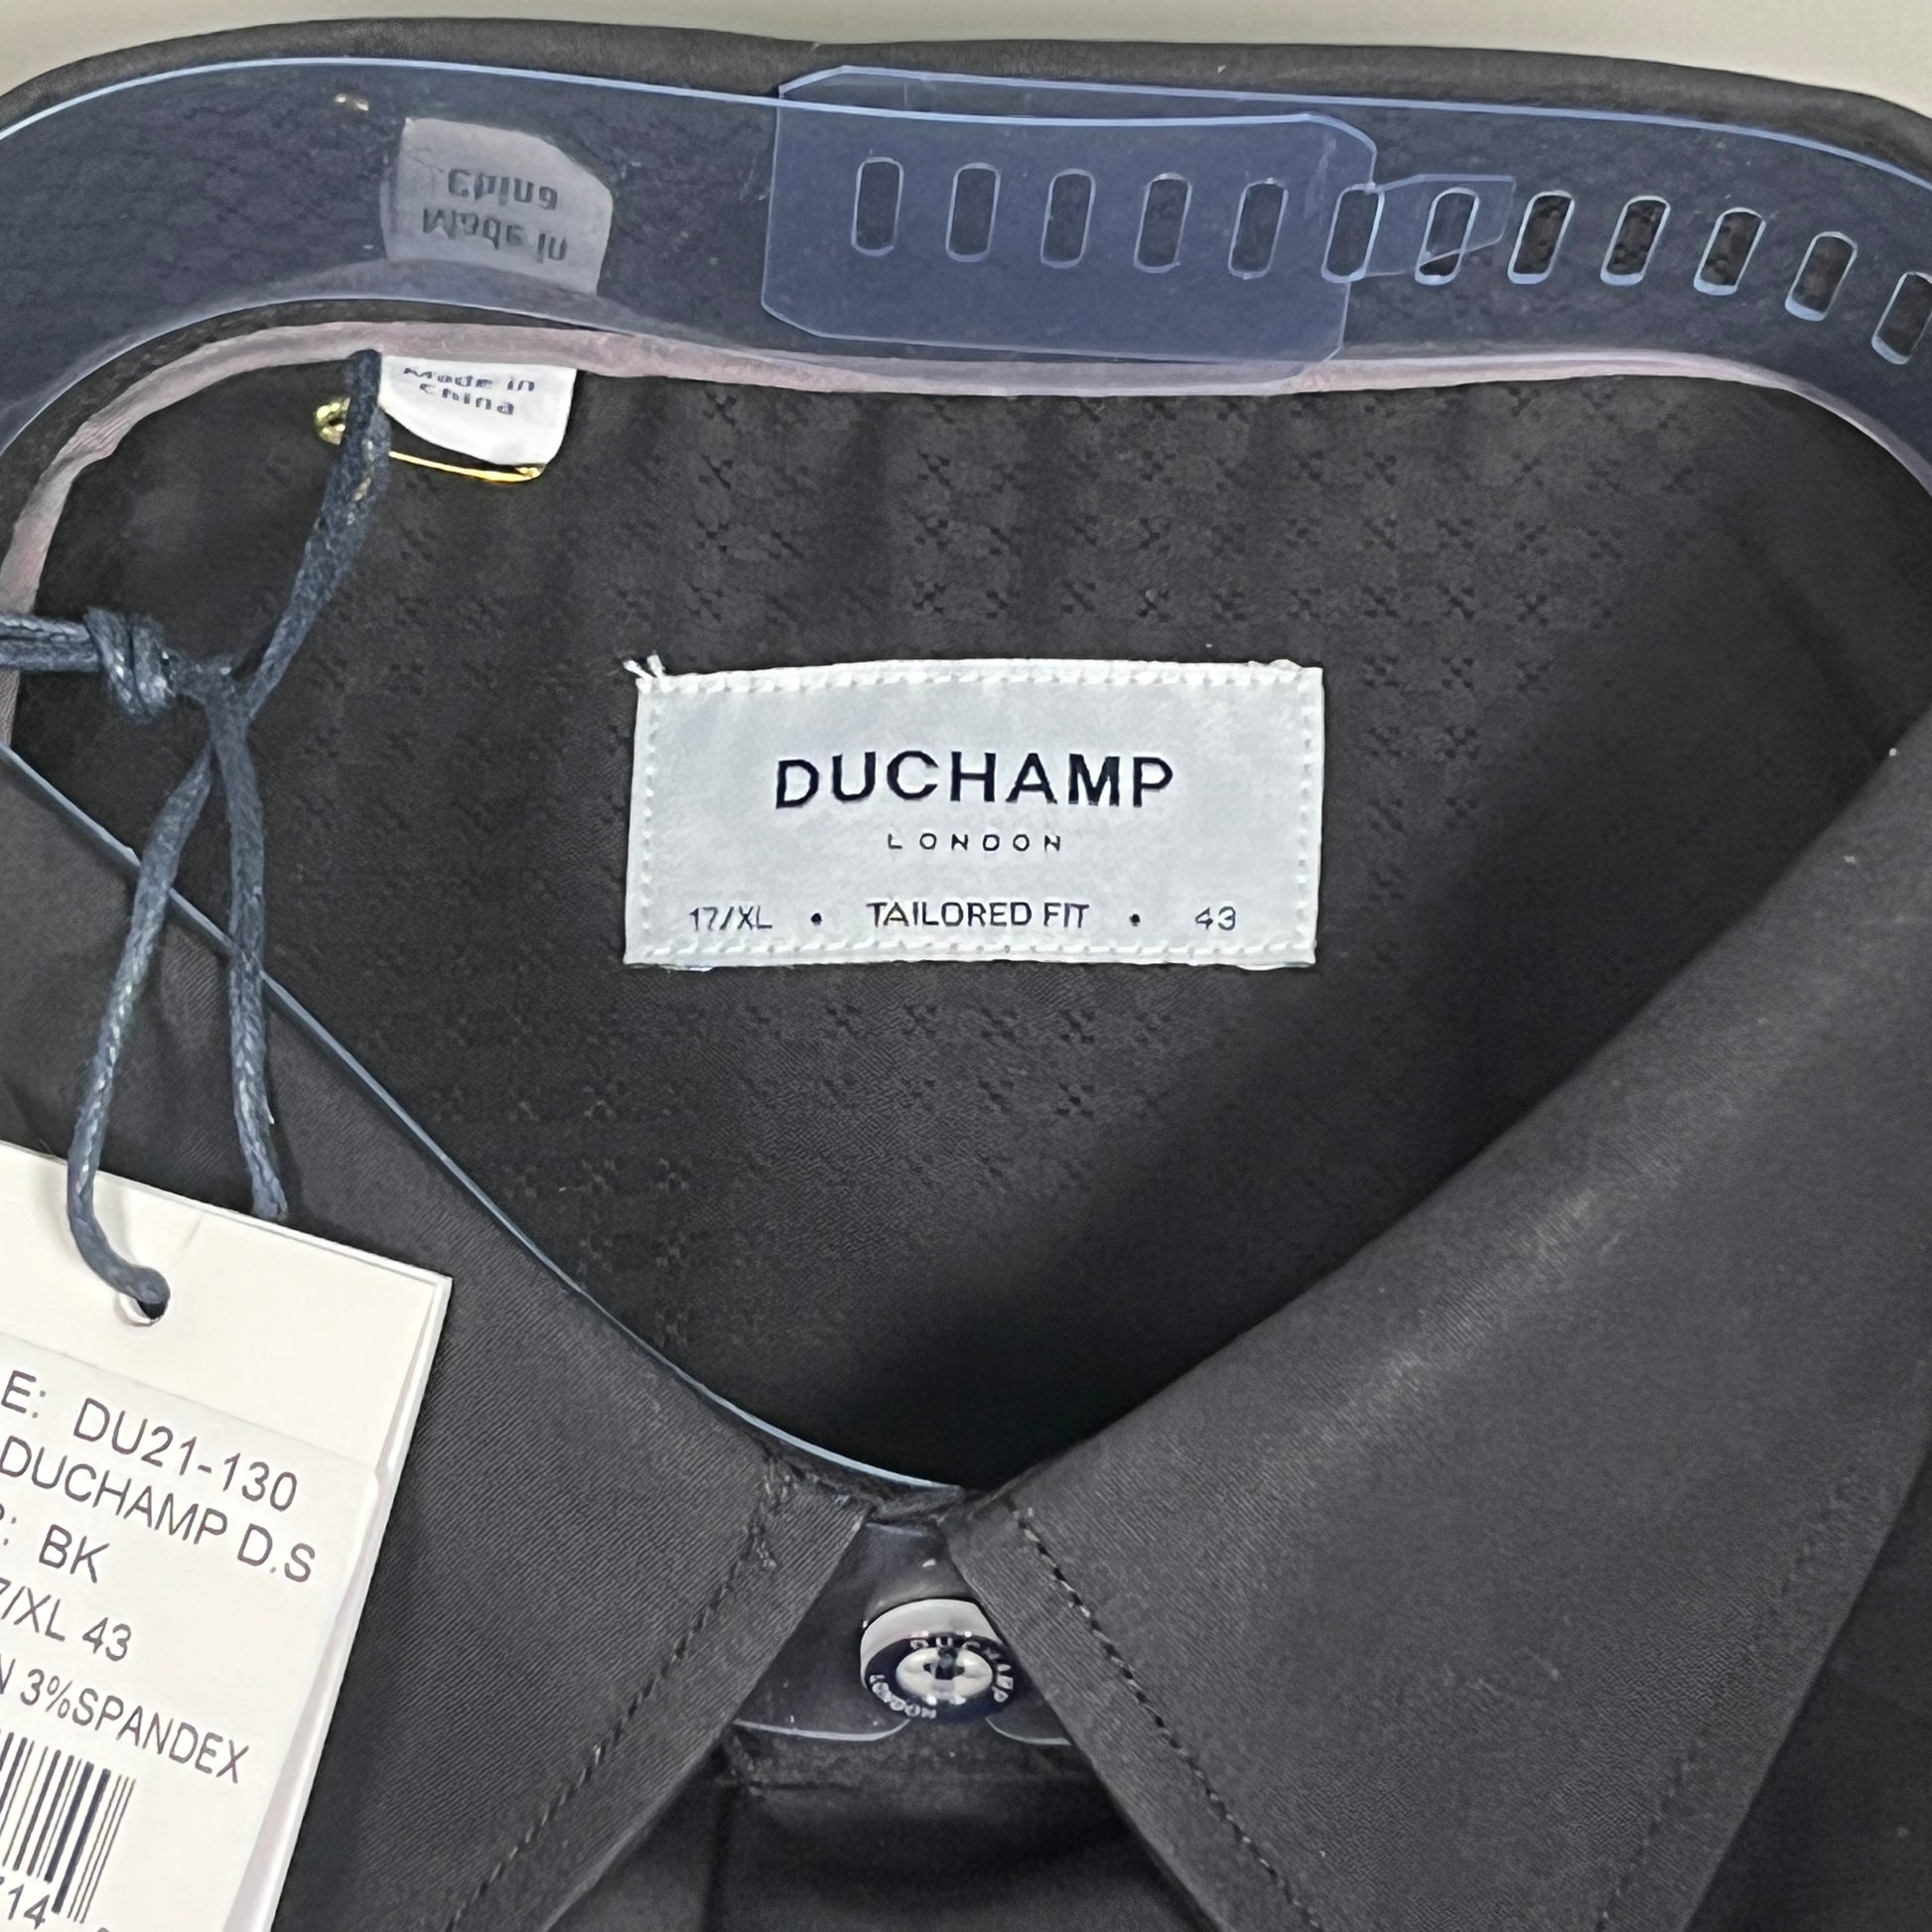 Made in
China
Made in
China
DUCHAMP
LONDON
17/XL • TAILORED FIT • 43
E: DU21-130
DUCHAMP D.S
: BK
/XL 43
N 3%SPANDEX
14
DUCHAMP
LONDON